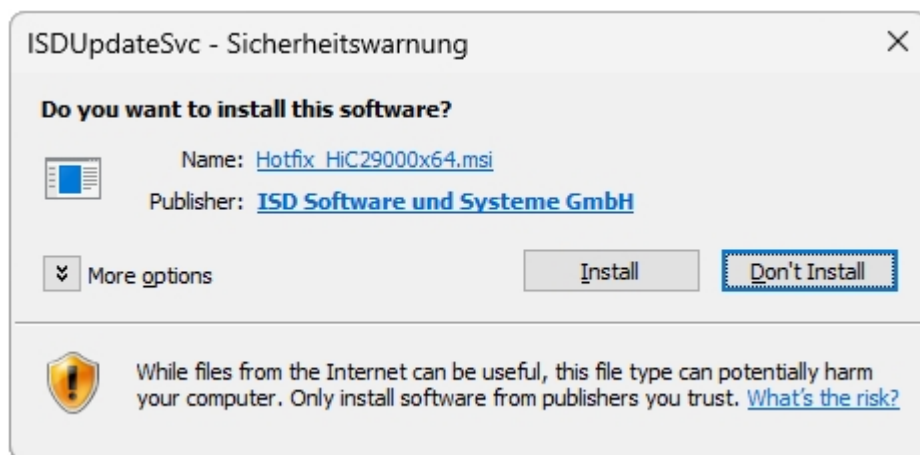 ISDUpdateSvc - Sicherheitswarnung
Do you want to install this software?
Name: Hotfix_HiC29000x64.msi
Publisher: ISD Software und Systeme GmbH
More options
Install
Don't Install
While files from the Internet can be useful, this file type can potentially harm
your computer. Only install software from publishers you trust. What's the risk?